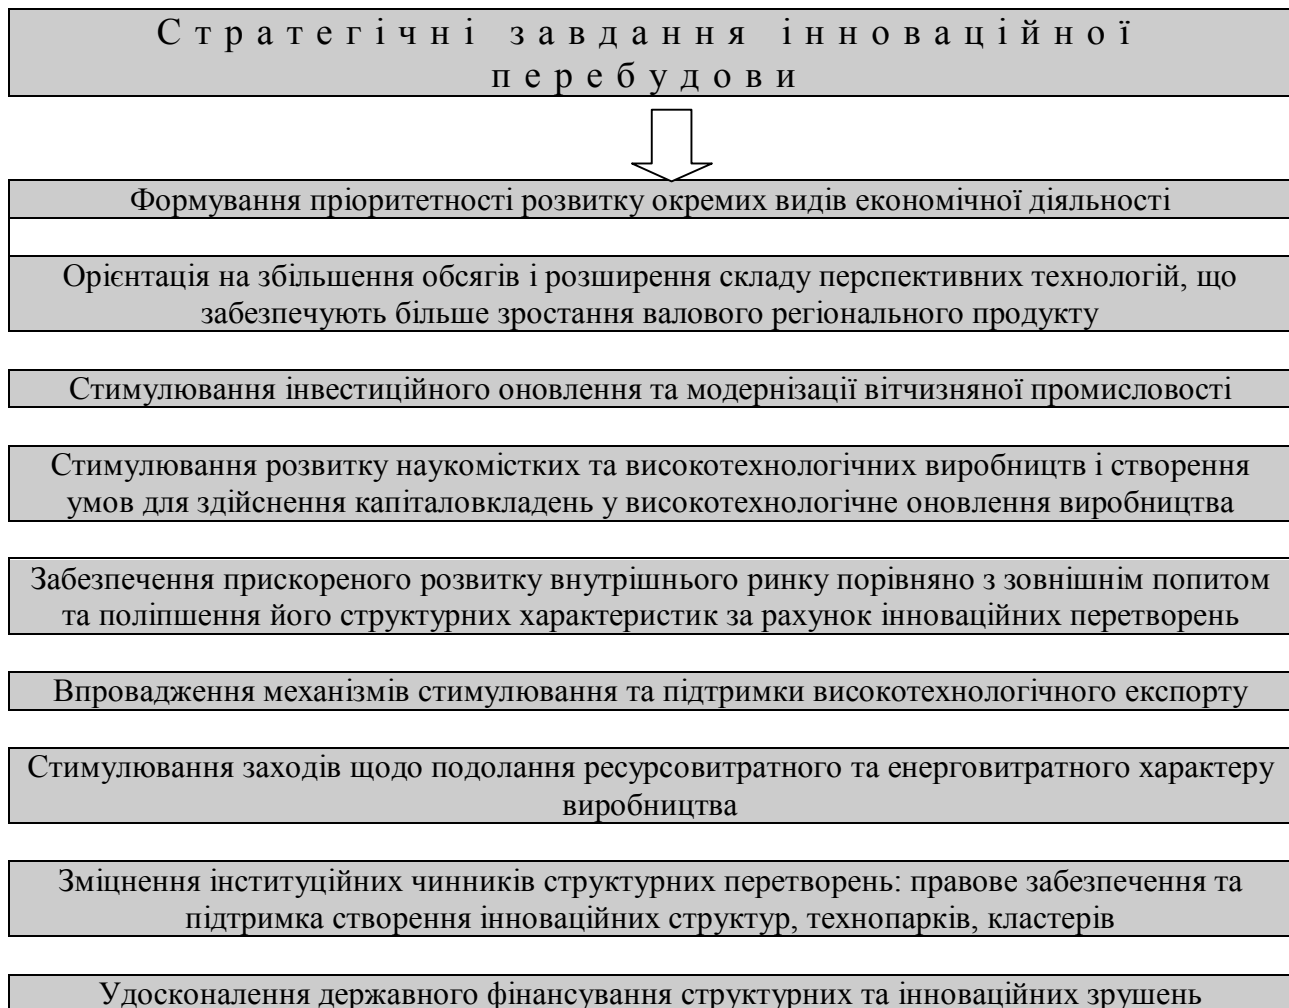 Стратегічні завдання інноваційної
перебудови
Формування пріоритетності розвитку окремих видів економічної діяльності
Орієнтація на збільшення обсягів і розширення складу перспективних технологій, що
забезпечують більше зростання валового регіонального продукту
Стимулювання інвестиційного оновлення та модернізації вітчизняної промисловості
Стимулювання розвитку наукомістких та високотехнологічних виробництв і створення
умов для здійснення капіталовкладень у високотехнологічне оновлення виробництва
Забезпечення прискореного розвитку внутрішнього ринку порівняно з зовнішнім попитом
та поліпшення його структурних характеристик за рахунок інноваційних перетворень
Впровадження механізмів стимулювання та підтримки високотехнологічного експорту
Стимулювання заходів щодо подолання ресурсовитратного та енерговитратного характеру
виробництва
Зміцнення інституційних чинників структурних перетворень: правове забезпечення та
підтримка створення інноваційних структур, технопарків, кластерів
Удосконалення державного фінансування структурних та інноваційних зрушень